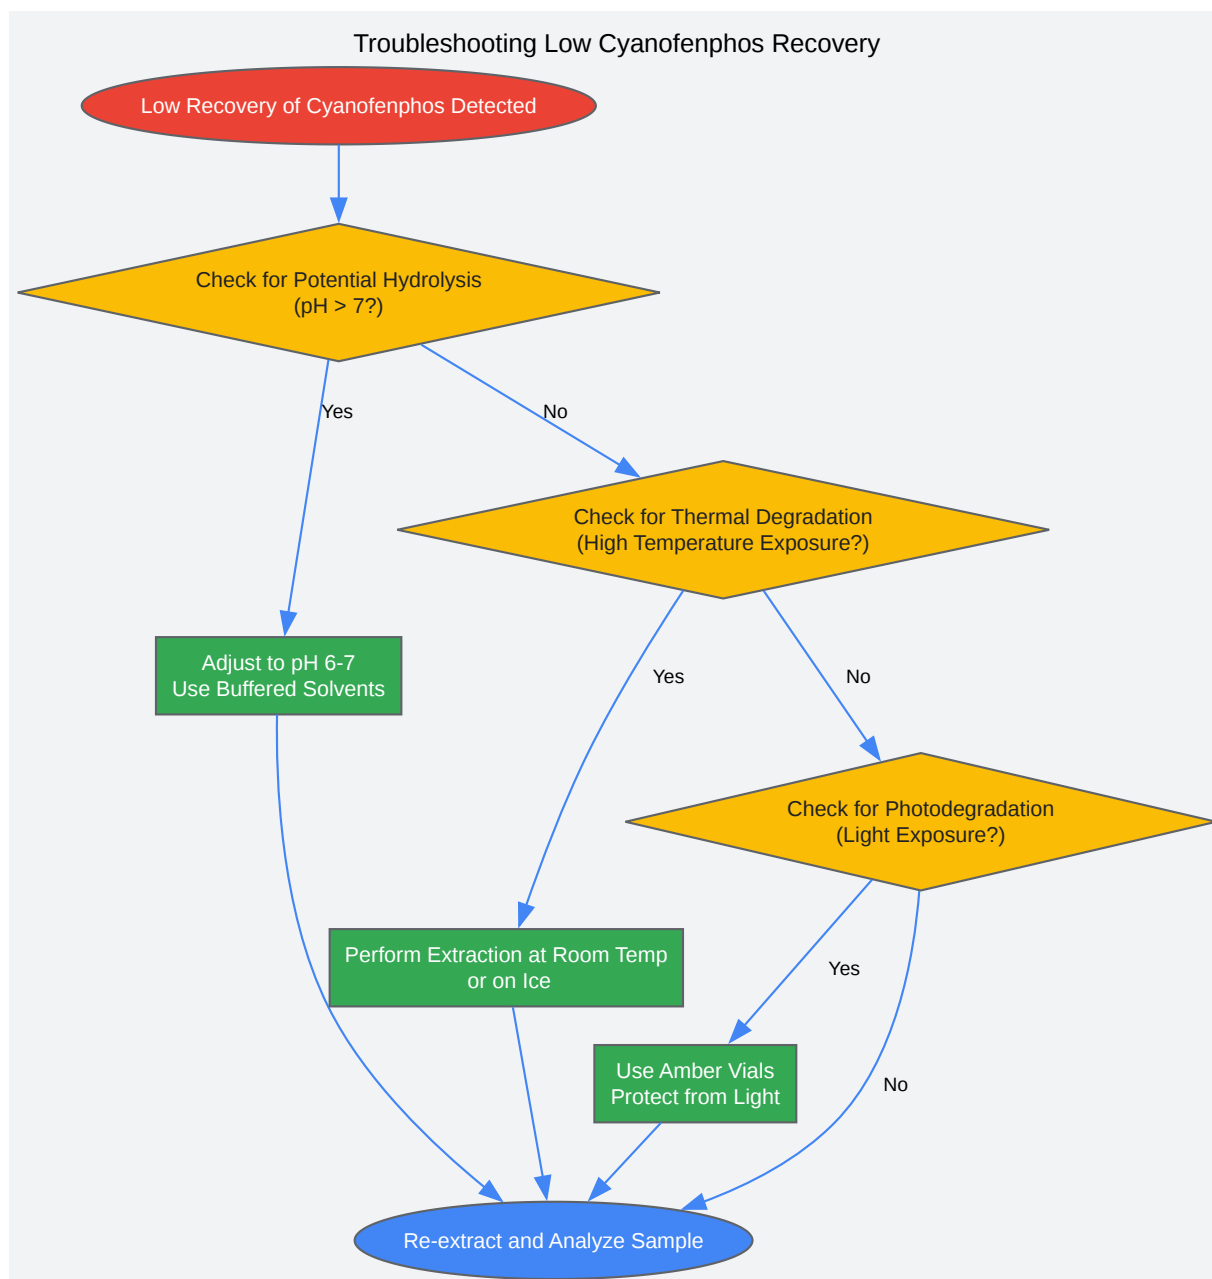 Troubleshooting Low Cyanofenphos Recovery
Low Recovery of Cyanofenphos Detected
Check for Potential Hydrolysis
(pH > 7?)
Yes
No
Check for Thermal Degradation
(High Temperature Exposure?)
Adjust to pH 6-7
Use Buffered Solvents
Yes
No
Check for Photodegradation
(Light Exposure?)
Perform Extraction at Room Temp
or on Ice
Yes
Use Amber Vials
Protect from Light
No
Re-extract and Analyze Sample